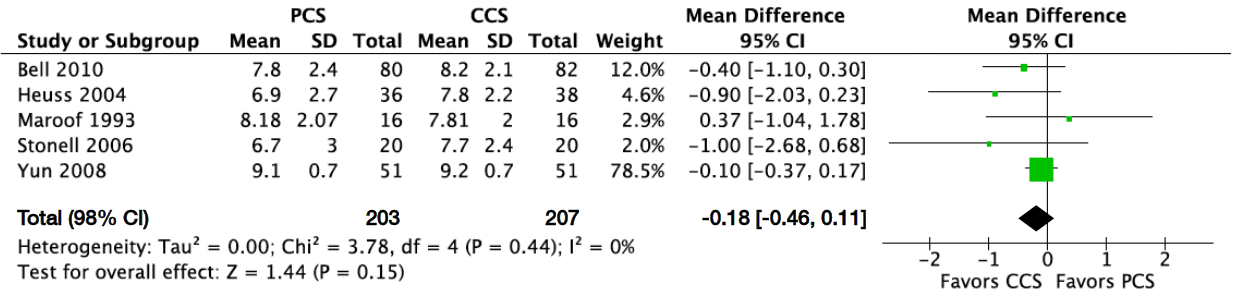 PCS CCS Mean Difference Mean Difference
Study or Subgroup Mean SD Total Mean SD Total Weight 95% CI 95% CI
Bell 2010 7.8 2.4 80 8.2 2.1 82 12.0% -0.40 [-1.10, 0.30]
Heuss 2004 6.9 2.7 36 7.8 2.2 38 4.6% -0.90 [-2.03, 0.23]
Maroof 1993 8.18 2.07 16 7.81 2 16 2.9% 0.37 [-1.04, 1.78]
Stonell 2006 6.7 3 20 7.7 2.4 20 2.0% -1.00 [-2.68, 0.68]
Yun 2008 9.1 0.7 51 9.2 0.7 51 78.5% -0.10 [-0.37, 0.17]
Total (98% CI) 203 207 -0.18 [-0.46, 0.11]
Heterogeneity: Tau² = 0.00; Chi² = 3.78, df = 4 (P = 0.44); I² = 0%
Test for overall effect: Z = 1.44 (P = 0.15)
-2 -1 0 1 2
Favors CCS Favors PCS